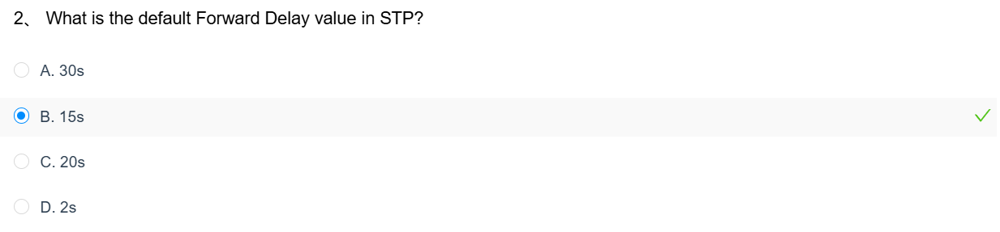 2、 What is the default Forward Delay value in STP?
A. 30s
B. 15s
C. 20s
D. 2s